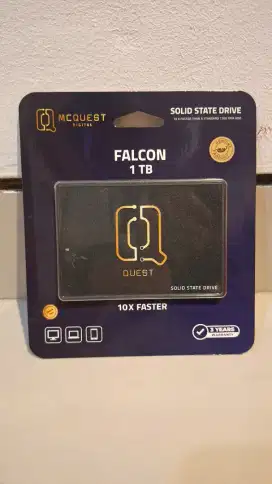 MCQUEST
DIGITAL
SOLID STATE DRIVE
FALCON
1 TB
QUEST
SOLID STATE DRIVE
10X FASTER
3 YEARS
WARRANTY